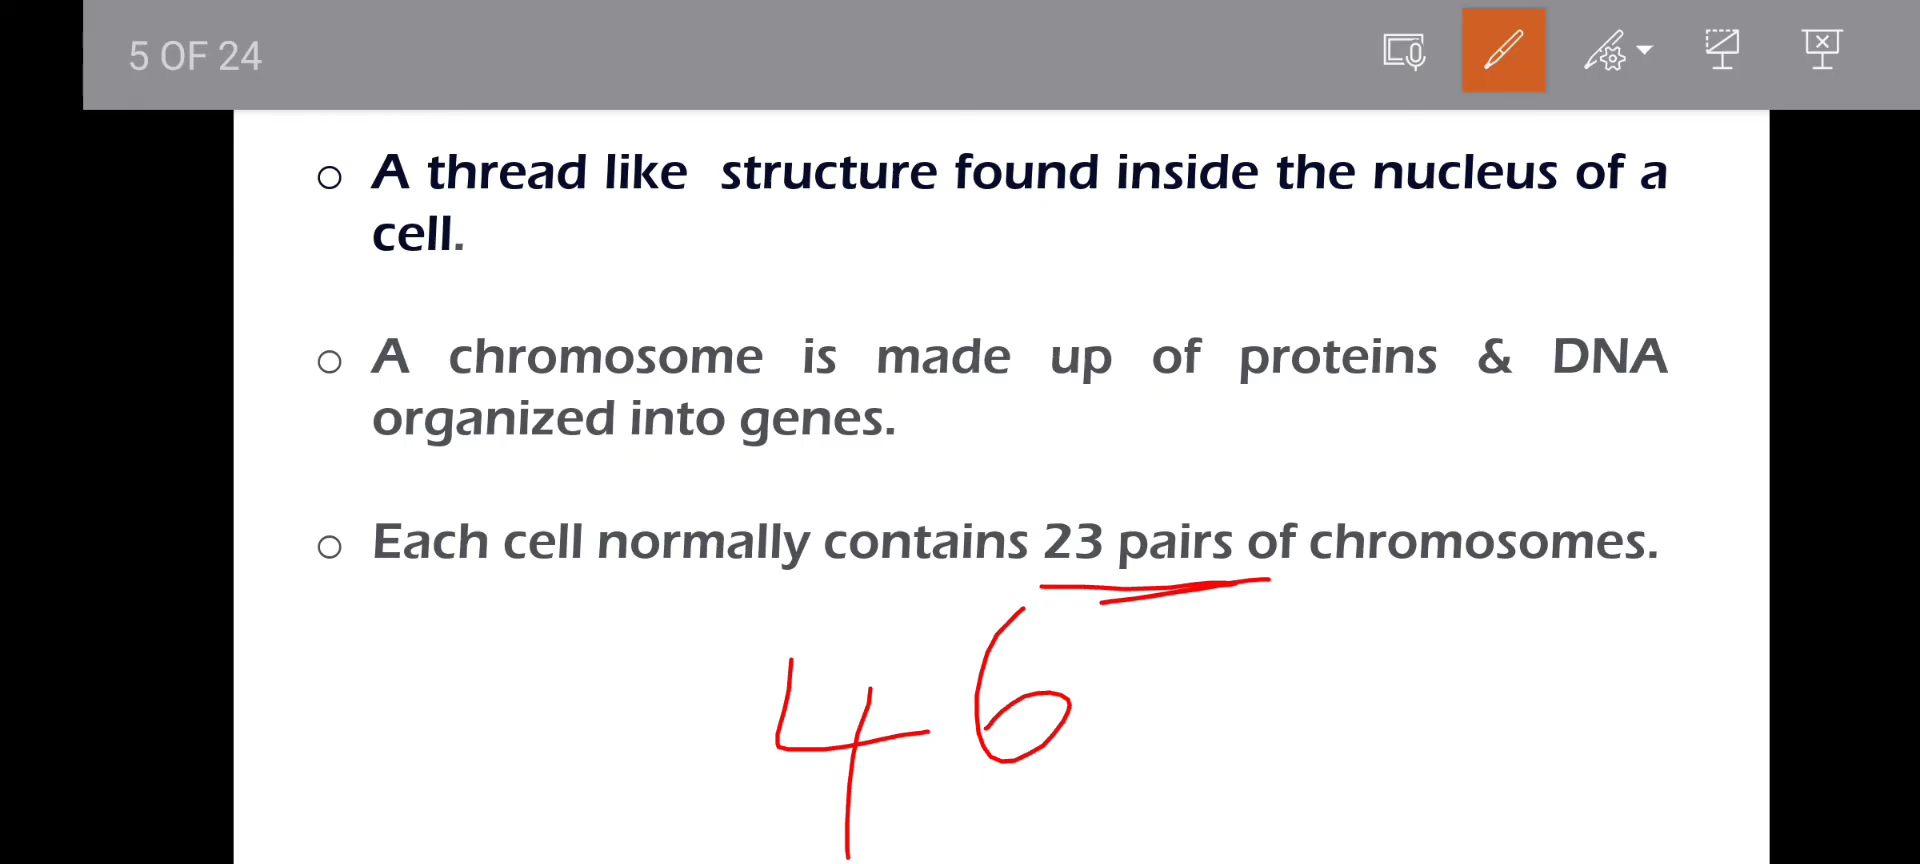 5 OF 24
o A thread like structure found inside the nucleus of a
cell.
o A chromosome is made up of proteins & DNA
organized into genes.
o Each cell normally contains 23 pairs of chromosomes.
46